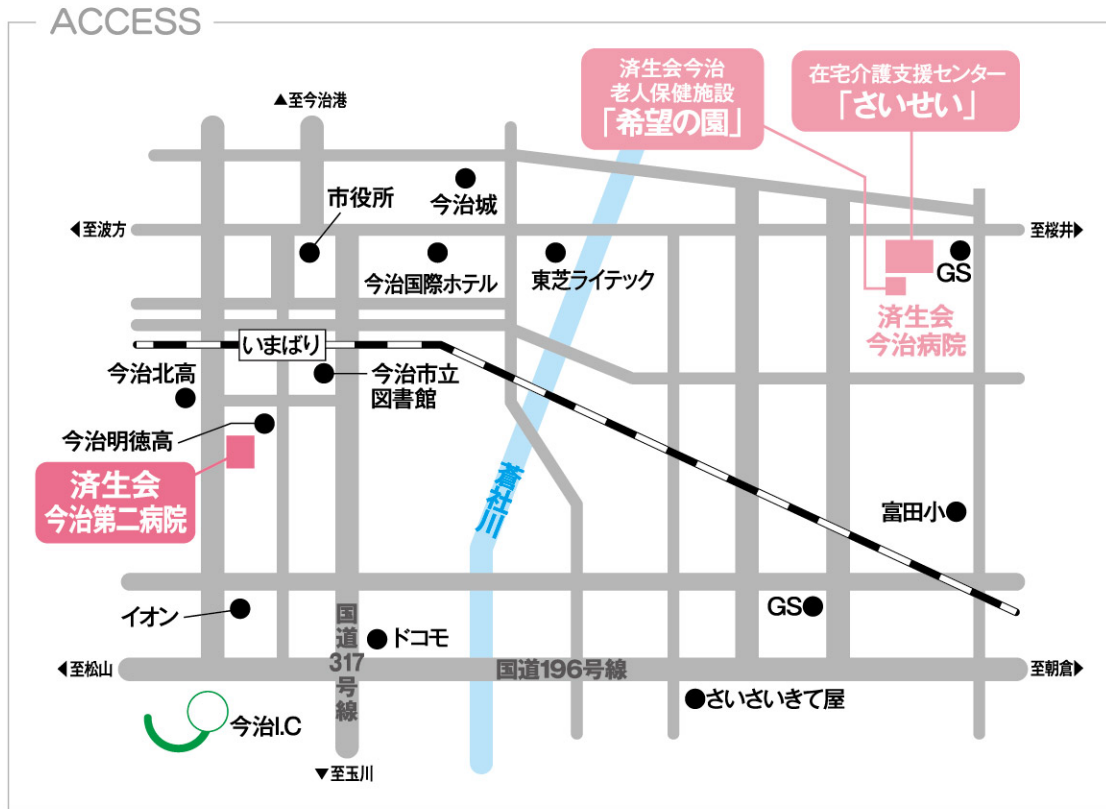 ACCESS
▲至今治港
済生会今治
老人保健施設
「希望の園」
在宅介護支援センター
「さいせい」
市役所
今治城
◀至波方
至桜井▶
今治国際ホテル
東芝ライテック
GS
済生会
今治病院
いまばり
今治北高
今治市立
図書館
今治明徳高
済生会
今治第二病院
蒼社川
富田小
イオン
国道317号線
ドコモ
GS
◀至松山
国道196号線
至朝倉▶
さいさいきて屋
今治I.C
▼至玉川